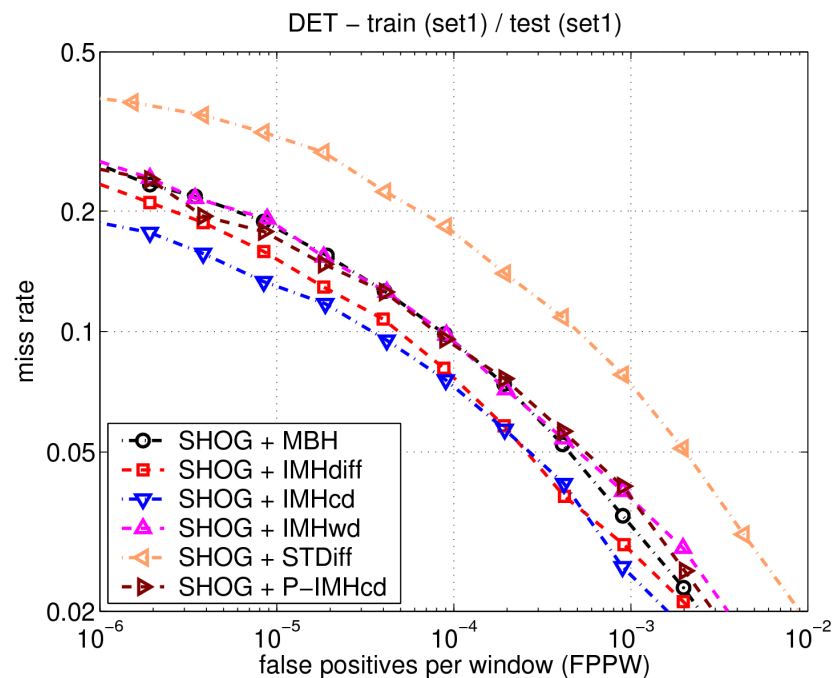 DET − train (set1) / test (set1)
0.5
0.2
0.1
0.05
0.02
miss rate
SHOG + MBH
SHOG + IMHdiff
SHOG + IMHcd
SHOG + IMHwd
SHOG + STDiff
SHOG + P−IMHcd
10^-6
10^-5
10^-4
10^-3
10^-2
false positives per window (FPPW)